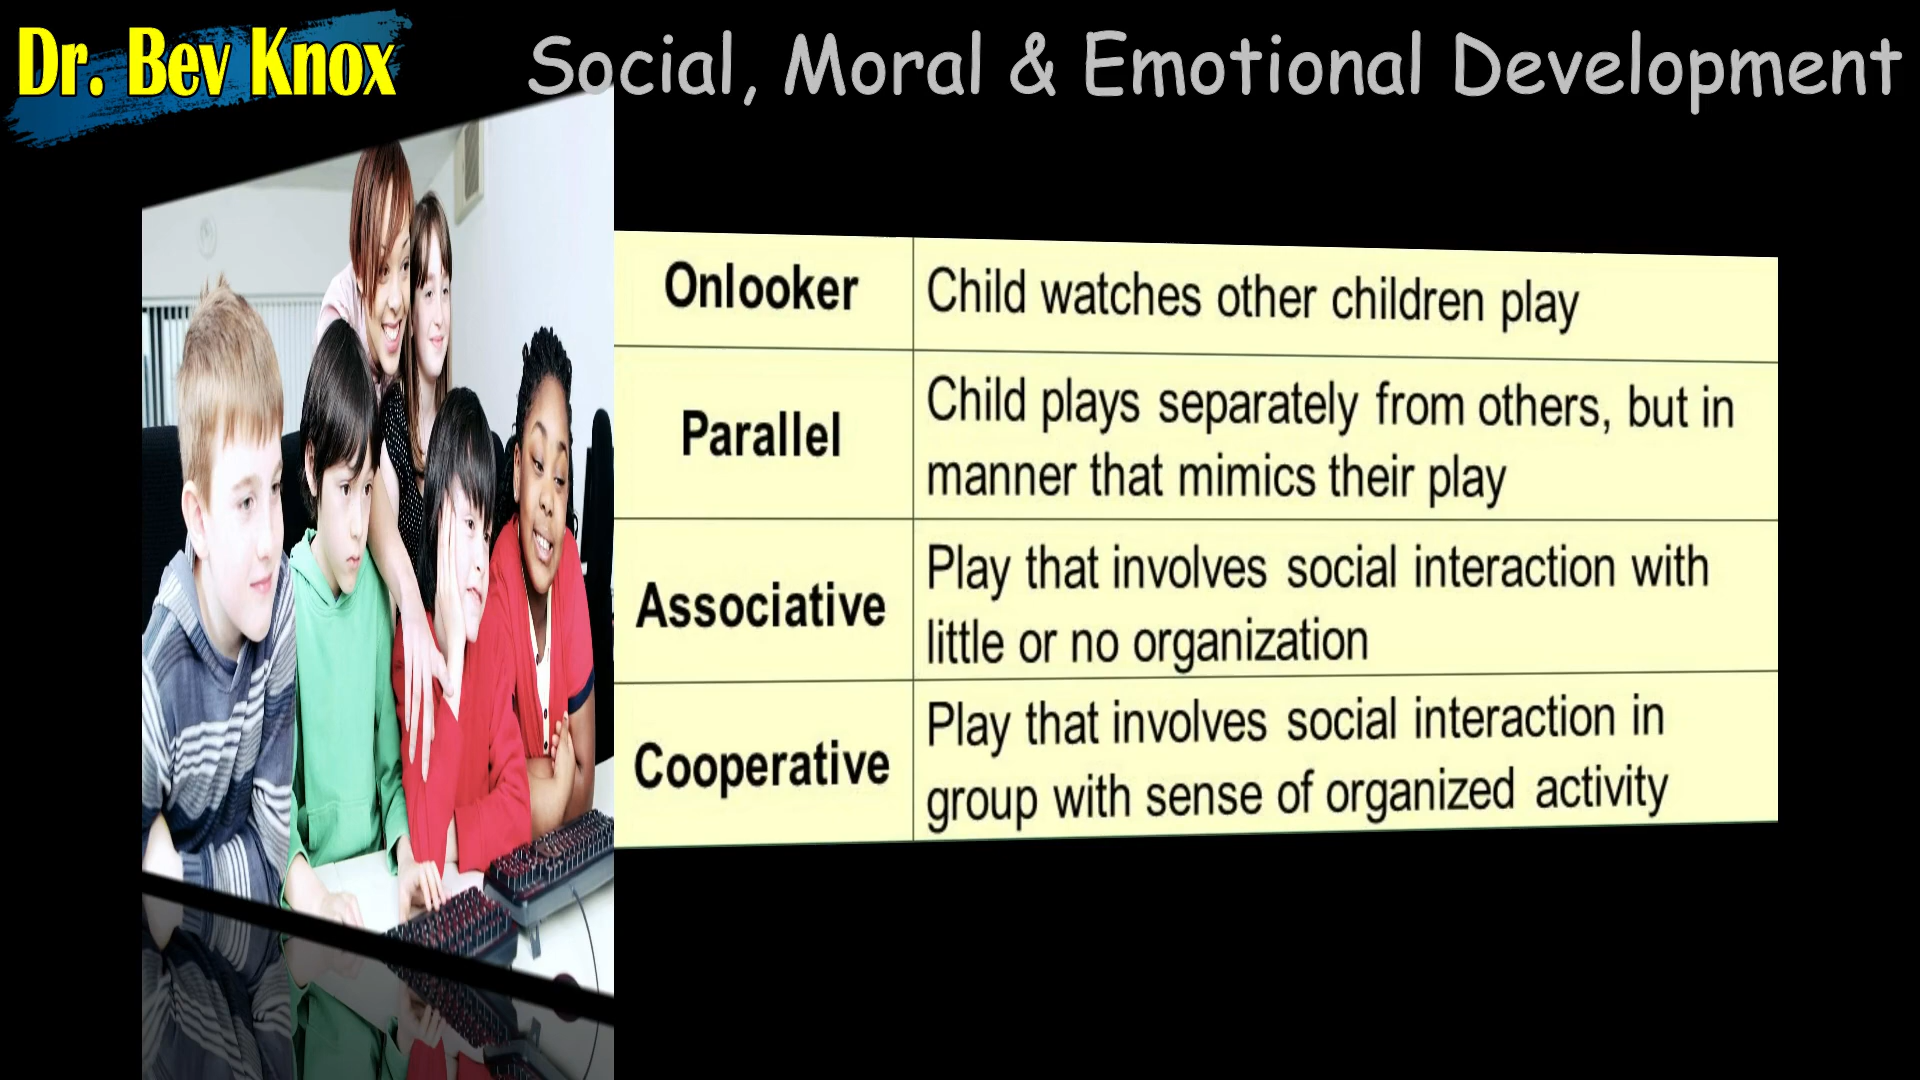 Dr. Bev Knox
Social, Moral & Emotional Development
Onlooker
Child watches other children play
Parallel
Child plays separately from others, but in
manner that mimics their play
Associative
Play that involves social interaction with
little or no organization
Cooperative
Play that involves social interaction in
group with sense of organized activity